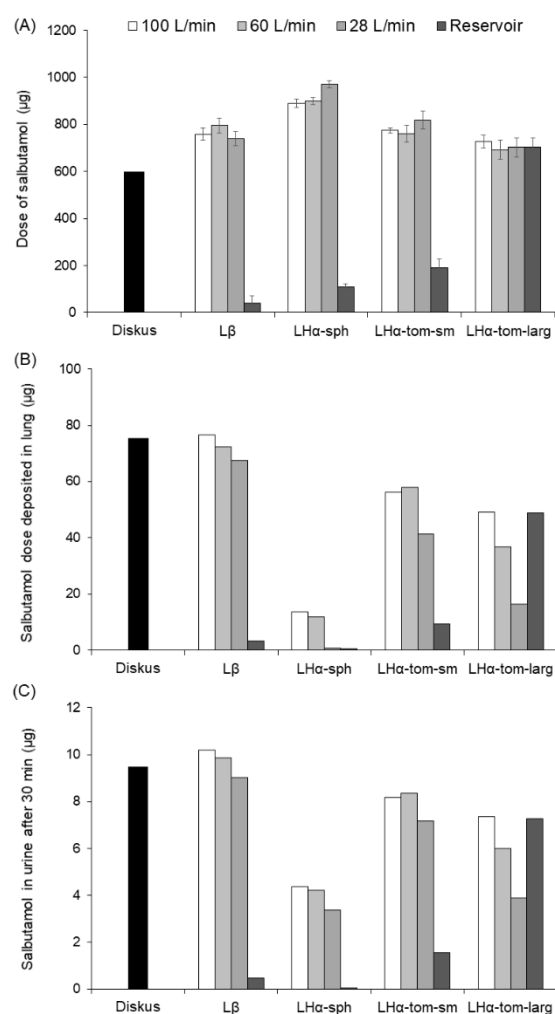 (A)
100 L/min 60 L/min 28 L/min Reservoir
Dose of salbutamol (µg)
1200
1000
800
600
400
200
0
Diskus Lβ LHα-sph LHα-tom-sm LHα-tom-larg
(B)
Salbutamol dose deposited in lung (µg)
100
80
60
40
20
0
Diskus Lβ LHα-sph LHα-tom-sm LHα-tom-larg
(C)
Salbutamol in urine after 30 min (µg)
12
10
8
6
4
2
0
Diskus Lβ LHα-sph LHα-tom-sm LHα-tom-larg